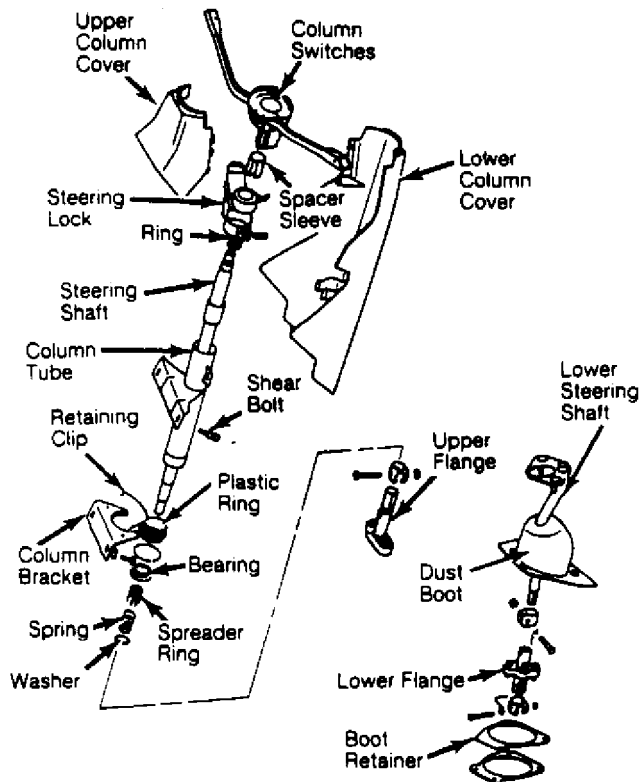 Upper
Column
Cover
Column
Switches
Lower
Column
Cover
Steering
Lock
Spacer
Sleeve
Ring
Steering
Shaft
Column
Tube
Shear
Bolt
Lower
Steering
Shaft
Retaining
Clip
Upper
Flange
Plastic
Ring
Column
Bracket
Bearing
Dust
Boot
Spring
Spreader
Ring
Washer
Lower Flange
Boot
Retainer